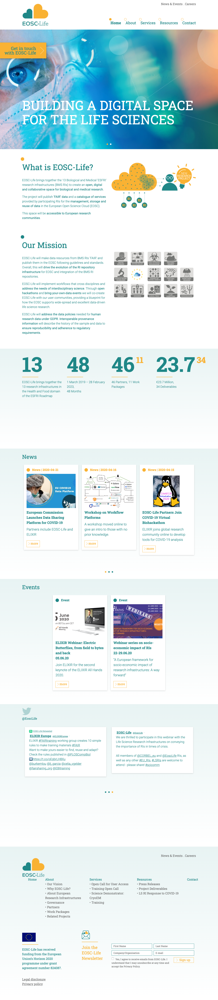 News & Events . Careers
EOSC-Life
Home About Services Resources Contact
Get in touch
with EOSC-Life
BUILDING A DIGITAL SPACE
FOR THE LIFE SCIENCES
What is EOSC-Life?
EOSC-Life brings together the 13 Biological and Medical ‘ESFRI’
research infrastructures (BMS RIs) to create an open, digital
and collaborative space for biological and medical research.
The project will publish ‘FAIR’ data and a catalogue of services
provided by participating RIs for the management, storage and
reuse of data in the European Open Science Cloud (EOSC).
This space will be accessible to European research
communities.
NEW
RESEARCH
PROJECT
RI
RI
RI
RI
RI
Our Mission
EOSC-Life will make data resources from BMS RIs ‘FAIR’ and
publish them in the EOSC following guidelines and standards.
Overall, this will drive the evolution of the RI repository
infrastructure for EOSC and integration of the BMS RI
repositories.
EOSC-Life will implement workflows that cross disciplines and
address the needs of interdisciplinary science. Through open
hackathons and bring-your-own-data events we will co-create
EOSC-Life with our user communities, providing a blueprint for
how the EOSC supports wide-spread and excellent data-driven
life science research.
EOSC-Life will address the data policies needed for human
research data under GDPR. Interoperable provenance
information will describe the history of the sample and data to
ensure reproducibility and adherence to regulatory
requirements.
SYSTEMS BIOLOGY
STRUCTURAL
BIOLOGY
TRANSLATIONAL
RESEARCH
BIOBANKING
CLINICAL TRIALS
PLANT
PHENOTYPING
MICROORGANISMS
13
EOSC-Life brings together the
13 research infrastructures in
the Health and Food domain
of the ESFRI Roadmap
48
1 March 2019 – 28 February
2023,
48 Months
46 11
46 Partners, 11 Work
Packages
23.7 34
€23.7 Million,
34 Deliverables
News
News | 2020-04-21
EU COVID19
Data Platform
European Commission
Launches Data Sharing
Platform for COVID-19
Partners include EOSC-Life and
ELIXIR
more
News | 2020-04-16
Galaxy
docker
nextflow
Snakemake
Galaxy
Workshop on Workflow
Platforms
A workshop moved online to
give an intro to those with no
prior knowledge.
more
News | 2020-04-15
Covid-19
Biohackathon
2020
EOSC-Life Partners Join
COVID-19 Virtual
Biohackathon
ELIXIR joins global research
community online to develop
tools for COVID-19 analysis
more
Events
Event
5 June
2020
am BST/11 am CET
All Hands
Meeting
ELIXIR Webinar: Electric
Butterflies, from field to bytes
and back
05.06.20
Join ELIXIR for the second
keynote of the ELIXIR All Hands
2020.
more
Event
PATHS
WEBINARS
22 JUNE 2020
24 JUNE 2020
29 JUNE 2020
REGISTE
EUROPEAN FRAMEWORK FOR SOCIO-ECONOMIC
ACT OF RESEARCH INFRASTRUCTURES:
AY FORWARD
Webinar series on socio-
economic impact of RIs
22-29.06.20
“A European framework for
socio-economic impact of
research infrastructures: A way
forward”
more
@EoscLife
EOSC-Life Retweeted
ELIXIR Europe @ELIXIREurope ·
ELIXIR #FAIRtraining working group creates 10 simple
rules to make training materials #FAIR
Want to make yours easier to find, reuse and adapt?
Check the rules published in @PLOSCompBiol
➡️https://t.co/oEgbrLH8Xu
@burkemlou @lj_garcia @celia_vgelder
@fairsharing_org @EBItraining
EOSC-Life @EoscLife ·
We are thrilled to participate in this webinar with the
Life Science Research Infrastructures on conveying
the importance of RIs in times of crisis.
All members of @CORBEL_eu and @EoscLife RIs, as
well as any other #EU_RIs, #LSRIs are welcome to
attend - please share! #scicomm
News & Events . Careers
EOSC-Life
Home
About
• Our Vision
• Why EOSC-Life?
• About European
Research Infrastructures
• Governance
• Partners
• Work Packages
• Related Projects
Services
• Open Call for User Access
• Training Open Call
• Science Demonstrator:
CryoEM
• Training
Resources
• Press Releases
• Project Deliverables
• LS RI Response to COVID-19
Contact
EOSC-Life has received
funding from the European
Union's Horizon 2020
programme under grant
agreement number 824087.
Legal disclosure
Privacy policy
Join the
EOSC-Life
Newsletter
First Name
Last Name
Company/Organisation
E-mail
Yes, I agree to receive emails from EOSC-Life. I
understand that I may unsubscribe at any time and
accept the Privacy Policy.
Sign up